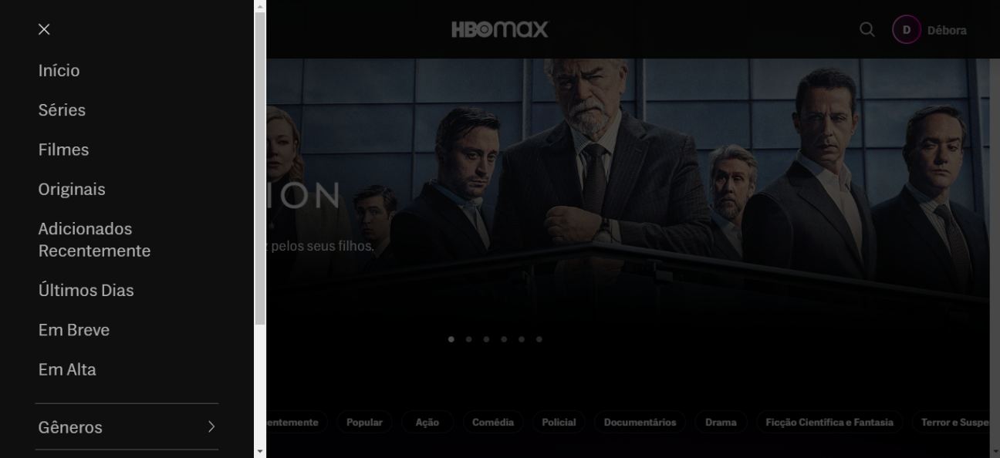 HBOmax
D
Débora
Início
Séries
Filmes
Originais
Adicionados
Recentemente
Últimos Dias
Em Breve
Em Alta
Gêneros
ION
pelos seus filhos.
entemente
Popular
Ação
Comédia
Policial
Documentários
Drama
Ficção Científica e Fantasia
Terror e Suspe